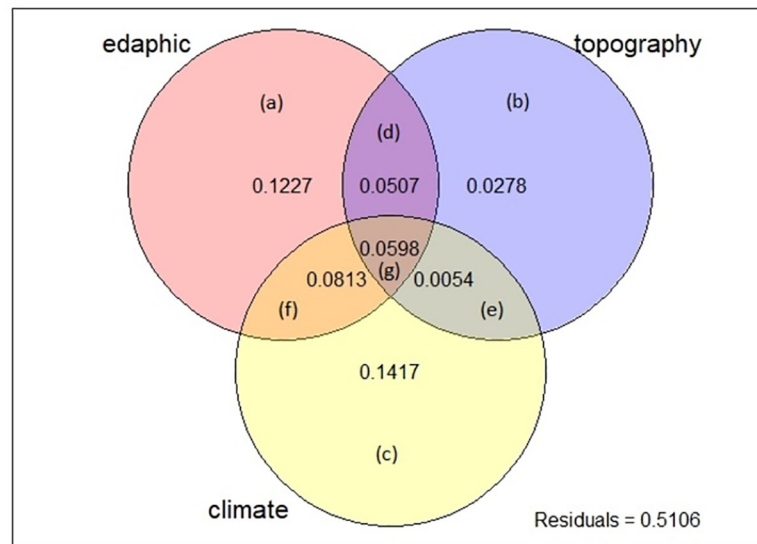 edaphic
topography
(a)
(b)
(d)
0.1227
0.0507
0.0278
0.0598
0.0813
(g)
0.0054
(f)
(e)
0.1417
(c)
climate
Residuals = 0.5106